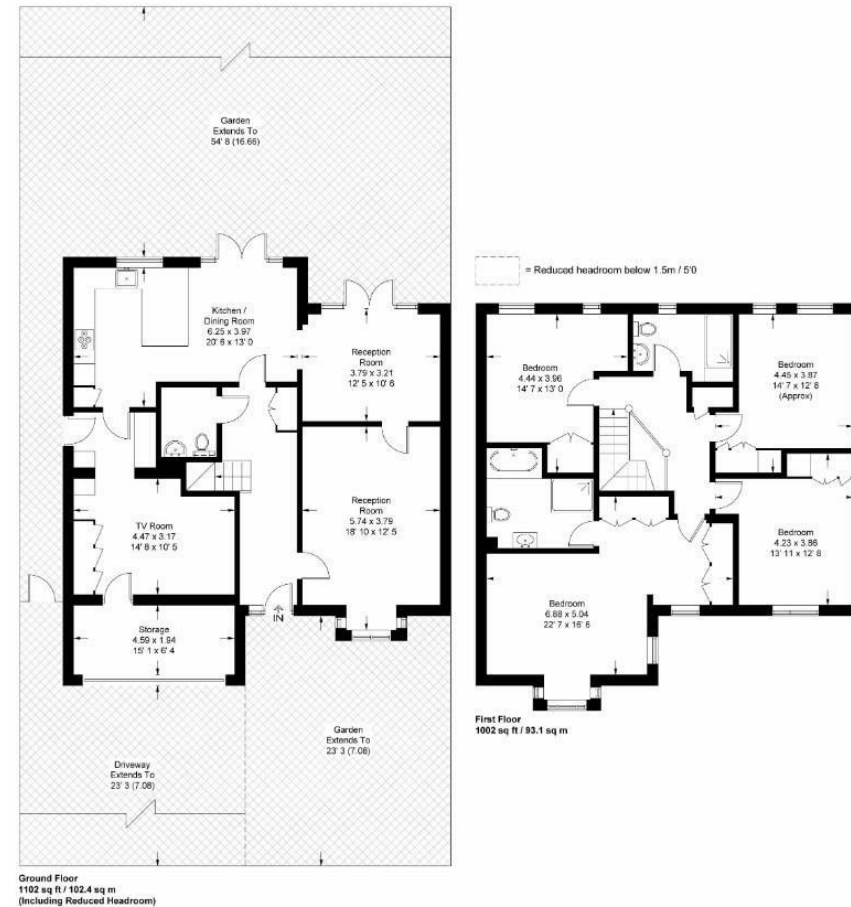 Garden
Extends To
54' 8 (16.66)
= Reduced headroom below 1.5m / 5'0
Kitchen /
Dining Room
6.25 x 3.97
20' 6 x 13' 0
Reception
Room
3.79 x 3.21
12' 5 x 10' 6
Reception
Room
5.74 x 3.79
18' 10 x 12' 5
TV Room
4.47 x 3.17
14' 8 x 10' 5
Storage
4.59 x 1.94
15' 1 x 6' 4
IN
Driveway
Extends To
23' 3 (7.08)
Garden
Extends To
23' 3 (7.08)
Ground Floor
1102 sq ft / 102.4 sq m
(Including Reduced Headroom)
Bedroom
4.44 x 3.96
14' 7 x 13' 0
Bedroom
4.45 x 3.87
14' 7 x 12' 8
(Approx)
Bedroom
4.23 x 3.86
13' 11 x 12' 8
Bedroom
6.88 x 5.04
22' 7 x 16' 6
First Floor
1002 sq ft / 93.1 sq m